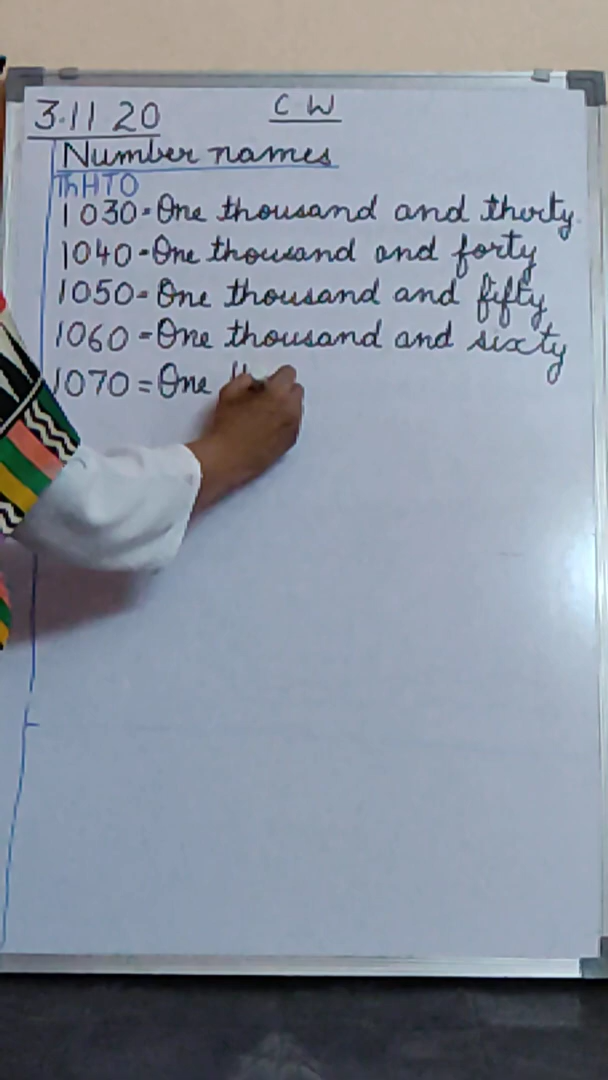 3.11 20 C W
Number names
ThHTO
1030-One thousand and thirty
1040-One thousand and forty
1050-One thousand and fifty
1060=One thousand and sixty
1070=One